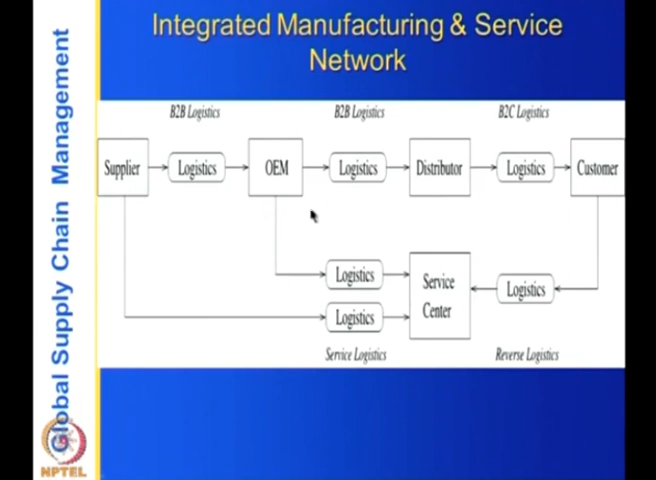 Integrated Manufacturing & Service
Network
Global Supply Chain Management
B2B Logistics B2B Logistics B2C Logistics
Supplier Logistics OEM Logistics Distributor Logistics Customer
Logistics Service Center Logistics
Logistics
Service Logistics Reverse Logistics
NPTEL